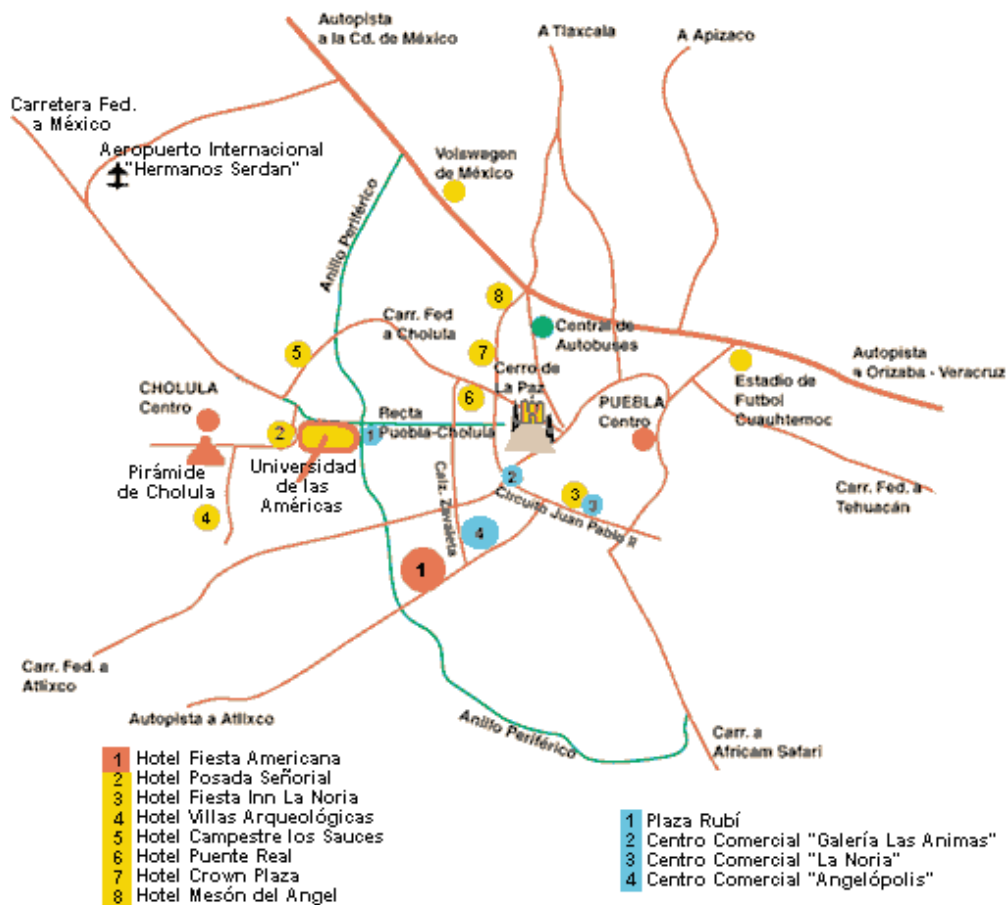 Autopista
a la Cd. de México
A Tlaxcala
A Apizaco
Carretera Fed.
a México
Aeropuerto Internacional
"Hermanos Serdan"
Volswagen
de México
Anillo Periférico
8
Carr. Fed
a Cholula
Central de
Autobuses
5
7
Cerro de
La Paz
Autopista
a Orizaba - Veracruz
Estadio de
Futbol
Cuauhtemoc
CHOLULA
Centro
6
PUEBLA
Centro
2
1
Recta
Puebla-Cholula
Pirámide
de Cholula
Universidad
de las
Américas
2
3
3
Carr. Fed. a
Tehuacán
4
Calz. Zavaleta
Circuito Juan Pablo II
4
1
Carr. Fed. a
Atlixco
Autopista a Atlixco
Anillo Periférico
Carr. a
Africam Safari
1 Hotel Fiesta Americana
2 Hotel Posada Señorial
3 Hotel Fiesta Inn La Noria
4 Hotel Villas Arqueológicas
5 Hotel Campestre los Sauces
6 Hotel Puente Real
7 Hotel Crown Plaza
8 Hotel Mesón del Angel
1 Plaza Rubí
2 Centro Comercial "Galería Las Animas"
3 Centro Comercial "La Noria"
4 Centro Comercial "Angelópolis"